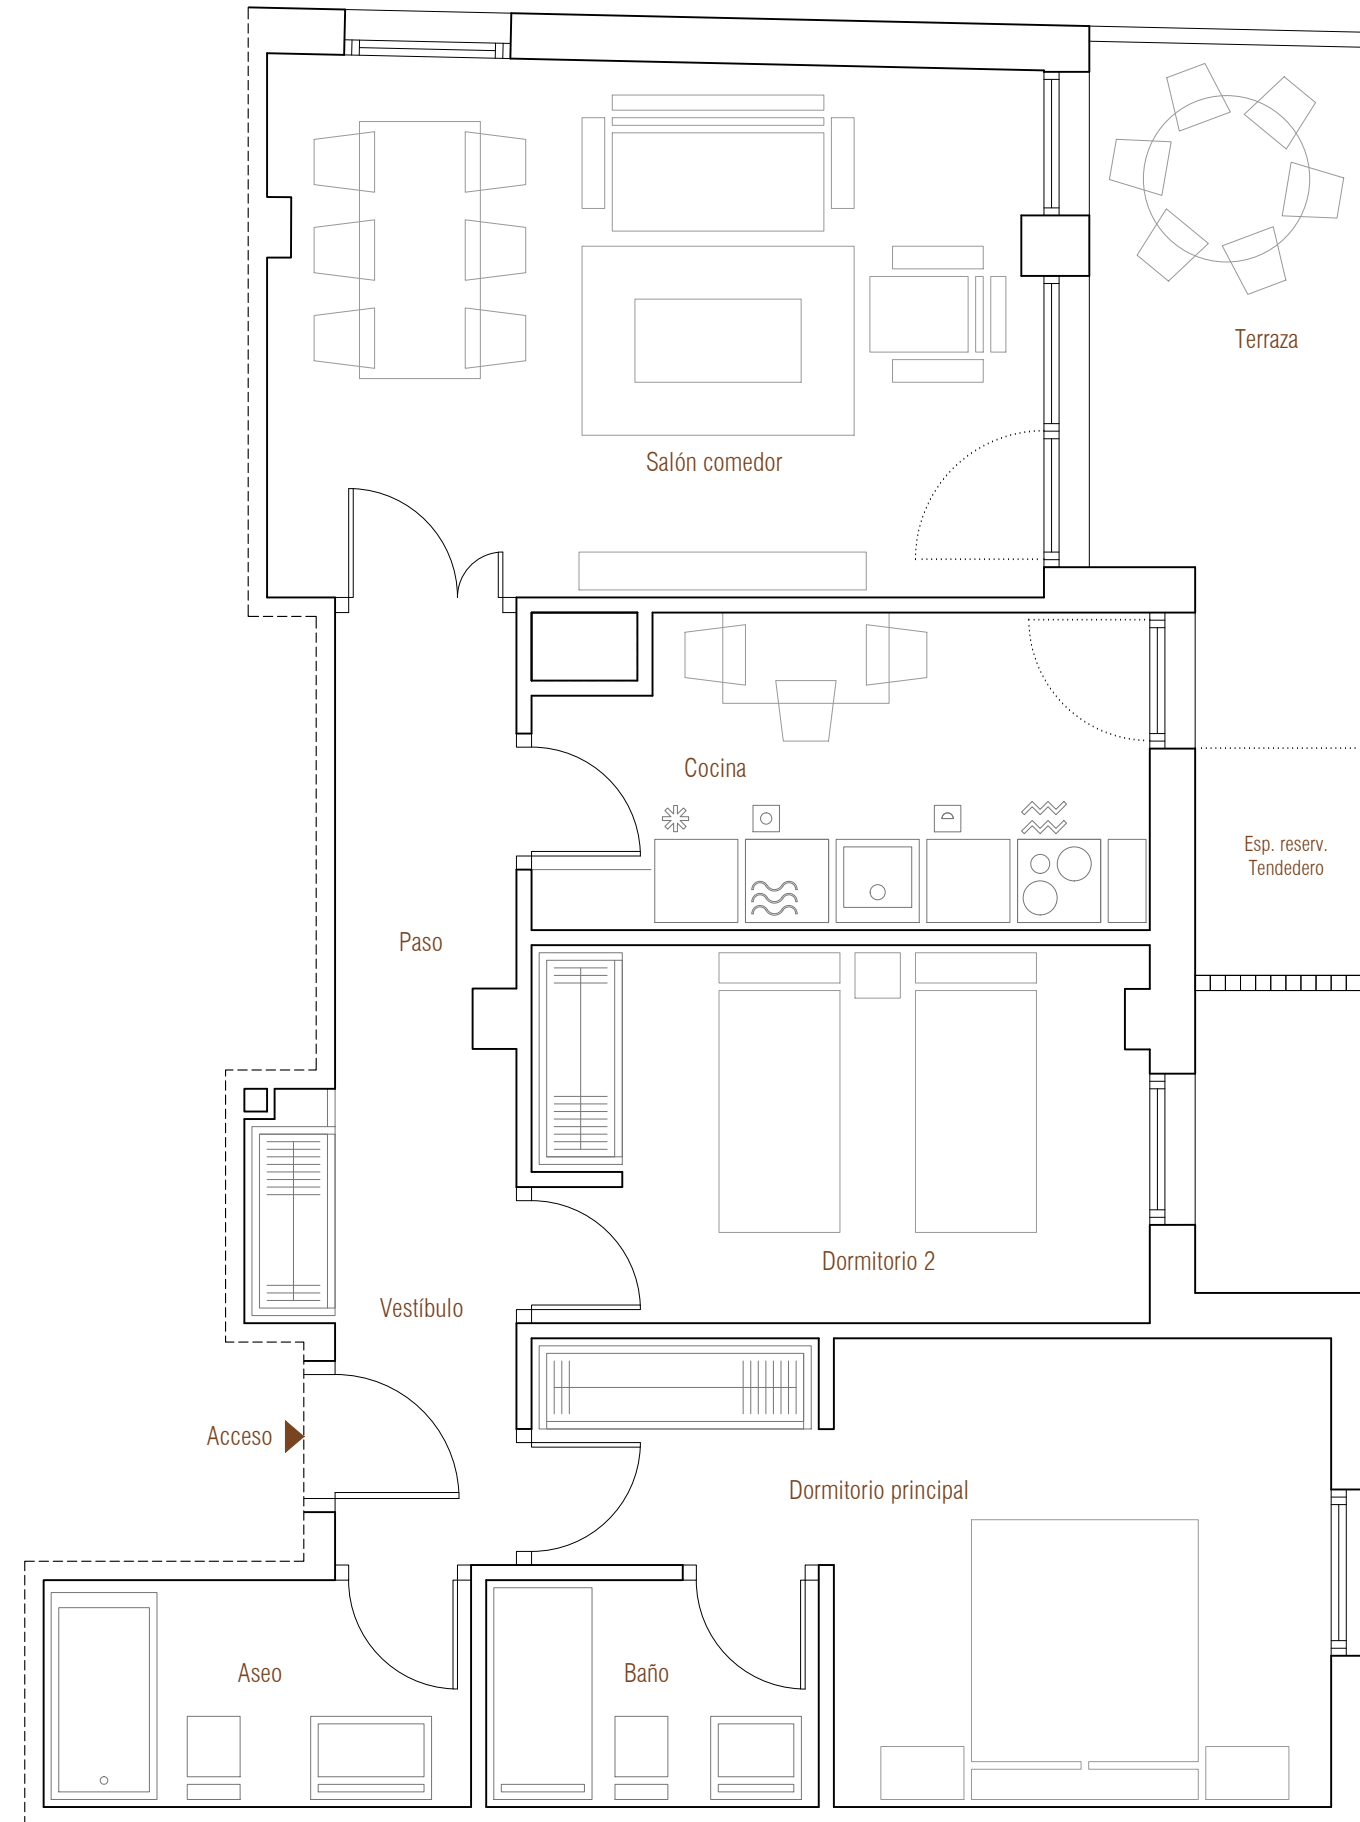 Terraza
Salón comedor
Cocina
Esp. reserv.
Tendedero
Paso
Dormitorio 2
Vestíbulo
Acceso
Dormitorio principal
Aseo
Baño